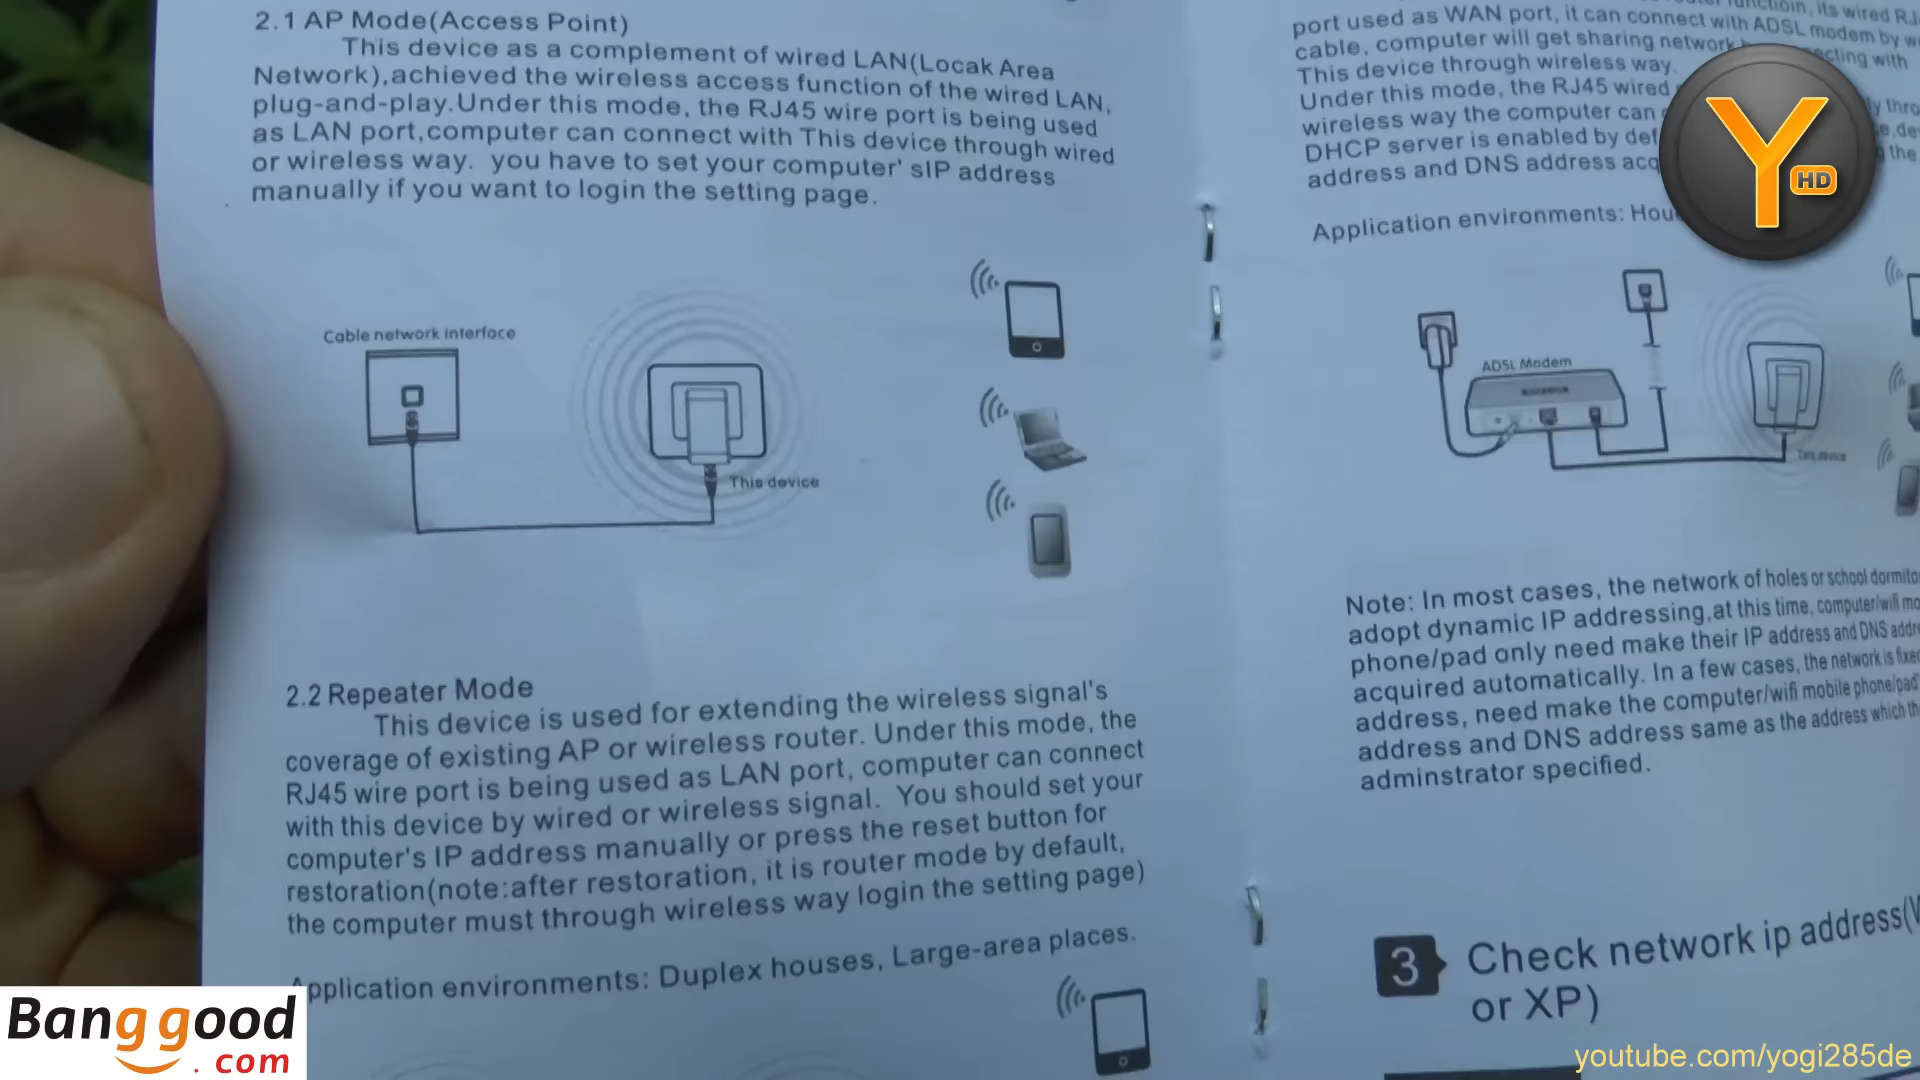 2.1 AP Mode(Access Point)
This device as a complement of wired LAN(Locak Area
Network),achieved the wireless access function of the wired LAN,
plug-and-play.Under this mode, the RJ45 wire port is being used
as LAN port,computer can connect with This device through wired
or wireless way. you have to set your computer' sIP address
manually if you want to login the setting page.
Cable network interface
This device
2.2 Repeater Mode
This device is used for extending the wireless signal's
coverage of existing AP or wireless router. Under this mode, the
RJ45 wire port is being used as LAN port, computer can connect
with this device by wired or wireless signal. You should set your
computer's IP address manually or press the reset button for
restoration(note:after restoration, it is router mode by default,
the computer must through wireless way login the setting page)
Application environments: Duplex houses, Large-area places.
its wired RJ
port used as WAN port, it can connect with ADSL modem by
cable, computer will get sharing network with
This device through wireless way.
Under this mode, the RJ45 wired
wireless way the computer can
DHCP server is enabled by
address and DNS address
Application environments:
ADSL Modem
This device
Note: In most cases, the network of holes or school
adopt dynamic IP addressing,at this time, computer/wifi
phone/pad only need make their IP address and DNS
acquired automatically. In a few cases, the network is
address, need make the computer/wifi mobile phone/pad
address and DNS address same as the address which
adminstrator specified.
3 Check network ip address(
or XP)
Y HD
Banggood
.com
youtube.com/yogi285de